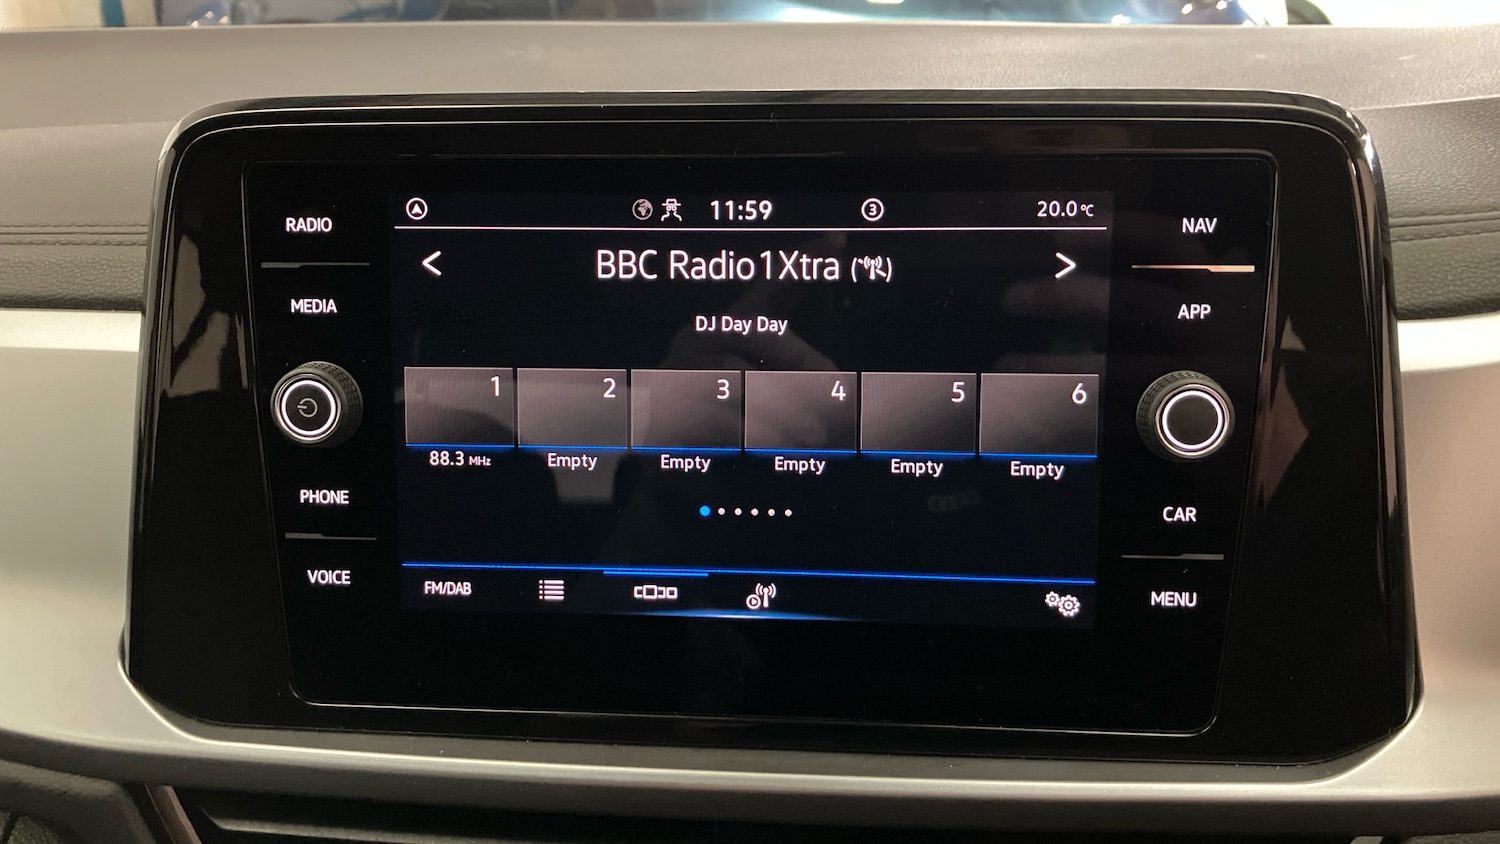 RADIO
MEDIA
PHONE
VOICE
11:59
3
20.0°C
< BBC Radio 1Xtra >
DJ Day Day
1 2 3 4 5 6
88.3 MHz Empty Empty Empty Empty Empty
FM/DAB
NAV
APP
CAR
MENU